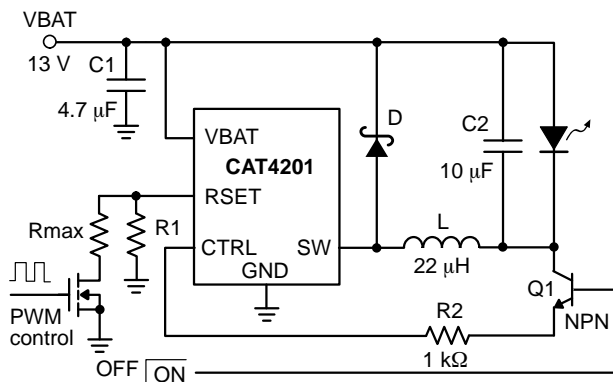 VBAT
13 V
C1
4.7 μF
VBAT
CAT4201
RSET
CTRL
SW
GND
D
C2
10 μF
L
22 μH
Rmax
R1
PWM
control
Q1
NPN
R2
1 kΩ
OFF ON